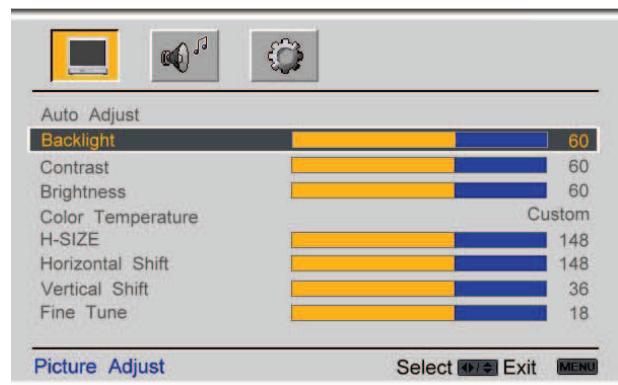 Auto Adjust
Backlight 60
Contrast 60
Brightness 60
Color Temperature Custom
H-SIZE 148
Horizontal Shift 148
Vertical Shift 36
Fine Tune 18
Picture Adjust Select Exit MENU